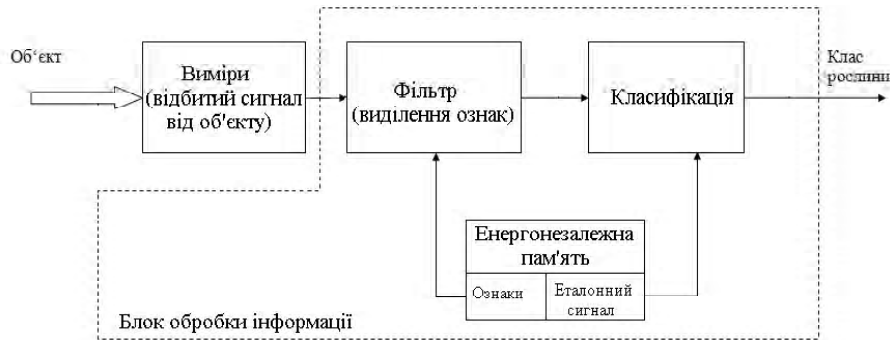 Об‘єкт
Виміри
(відбитий сигнал
від об'єкту)
Фільтр
(виділення ознак)
Класифікація
Клас
рослини
Енергонезалежна
пам'ять
Ознаки
Еталонний
сигнал
Блок обробки інформації